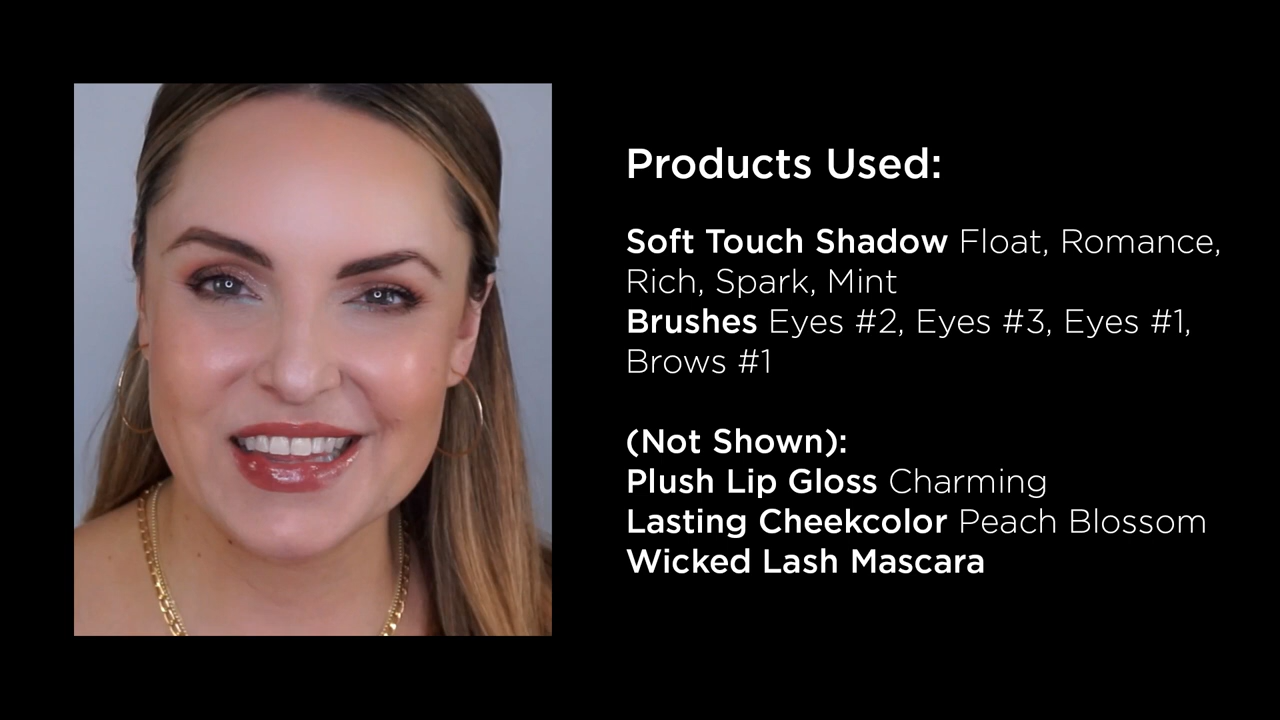 Products Used:
Soft Touch Shadow Float, Romance,
Rich, Spark, Mint
Brushes Eyes #2, Eyes #3, Eyes #1,
Brows #1
(Not Shown):
Plush Lip Gloss Charming
Lasting Cheekcolor Peach Blossom
Wicked Lash Mascara